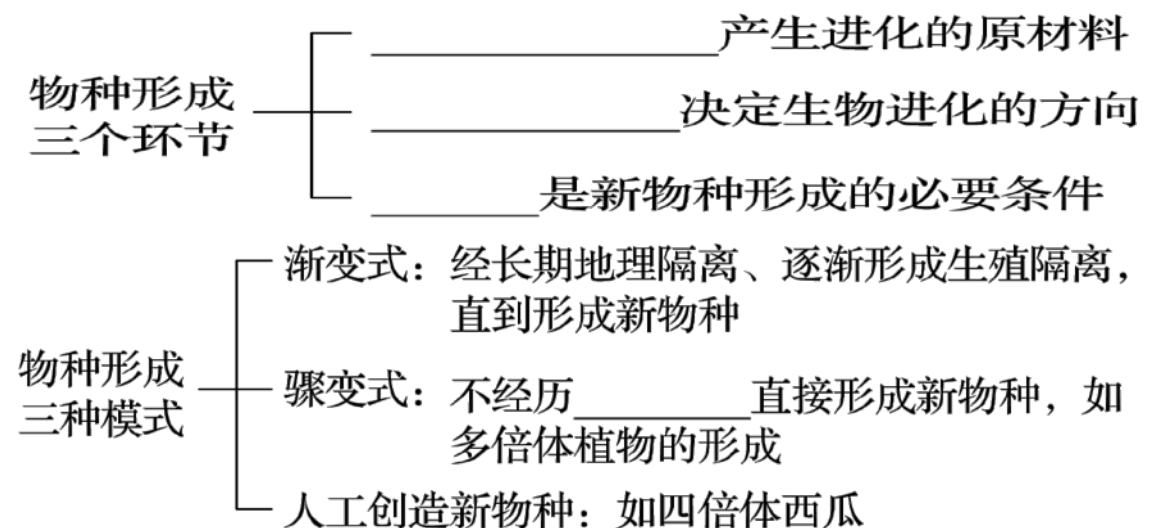 ____________产生进化的原材料
物种形成
三个环节
____________决定生物进化的方向
______是新物种形成的必要条件
渐变式：经长期地理隔离、逐渐形成生殖隔离，
直到形成新物种
物种形成
三种模式
骤变式：不经历______直接形成新物种，如
多倍体植物的形成
人工创造新物种：如四倍体西瓜